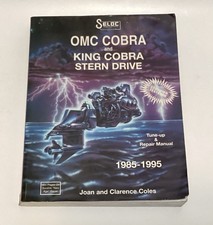 SELOC
OMC COBRA
and
KING COBRA
STERN DRIVE
Tune-up &
Repair Manual
1985-1995
Joan and Clarence Coles